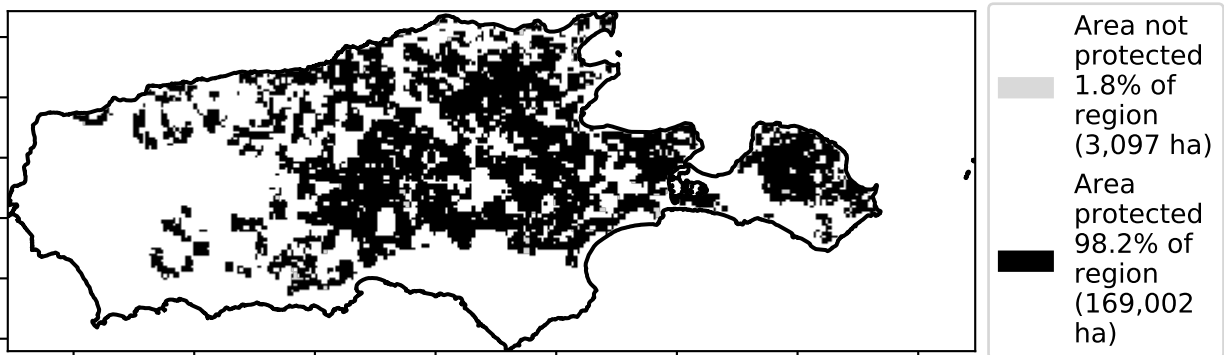 Area not
protected
1.8% of
region
(3,097 ha)
Area
protected
98.2% of
region
(169,002
ha)